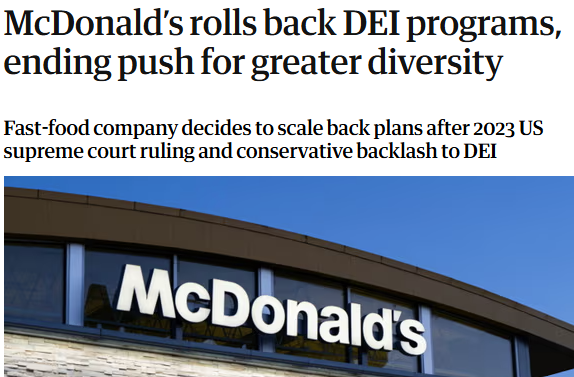 McDonald’s rolls back DEI programs,
ending push for greater diversity
Fast-food company decides to scale back plans after 2023 US
supreme court ruling and conservative backlash to DEI
McDonald’s